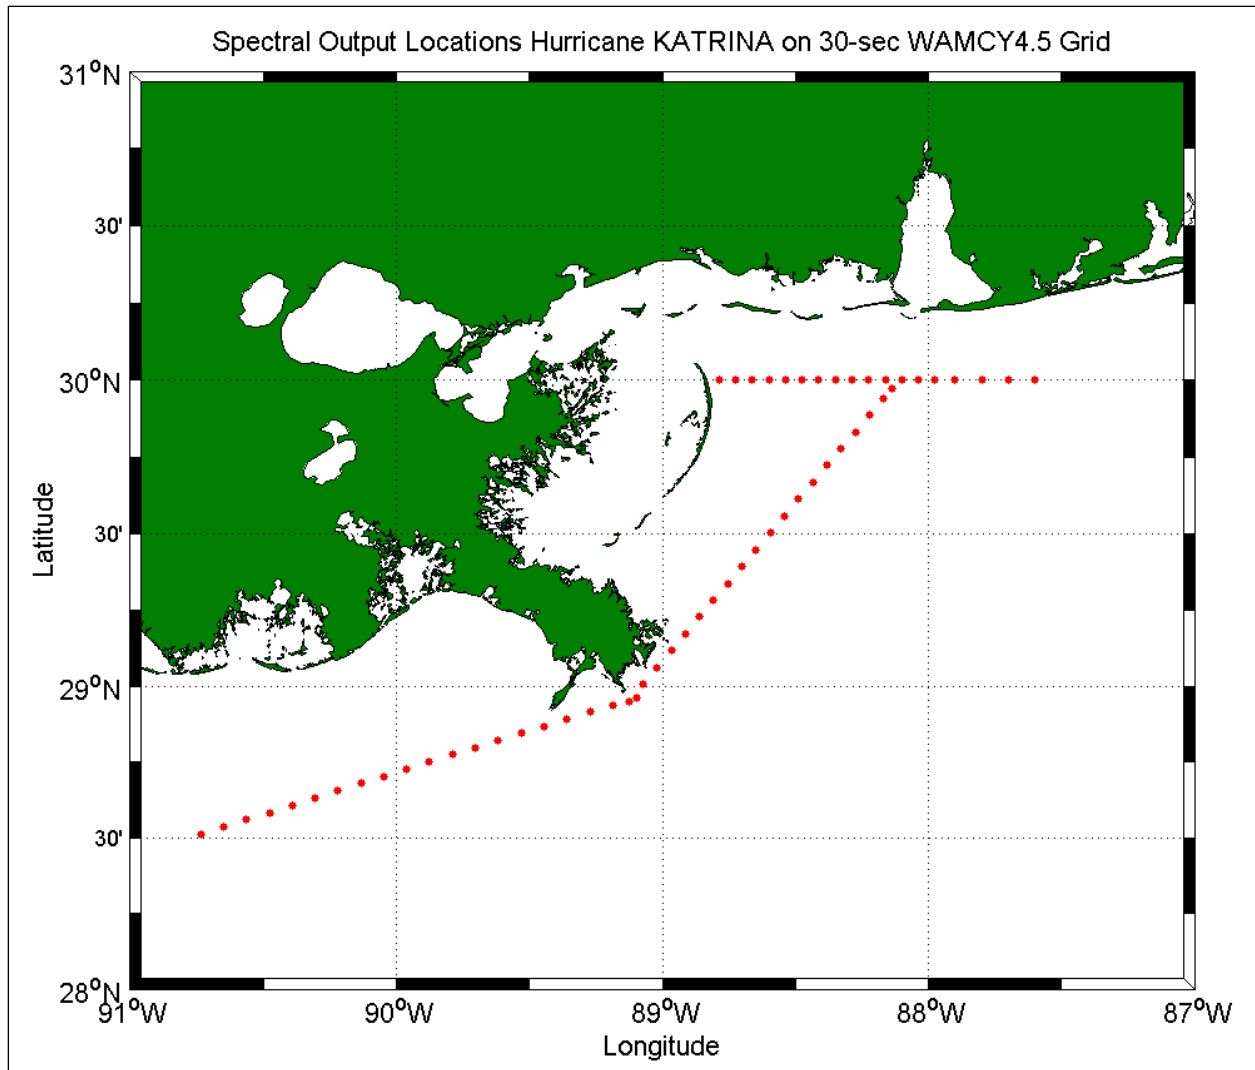 Spectral Output Locations Hurricane KATRINA on 30-sec WAMCY4.5 Grid
31°N
30'
30°N
30'
29°N
30'
28°N
Latitude
91°W 90°W 89°W 88°W 87°W
Longitude